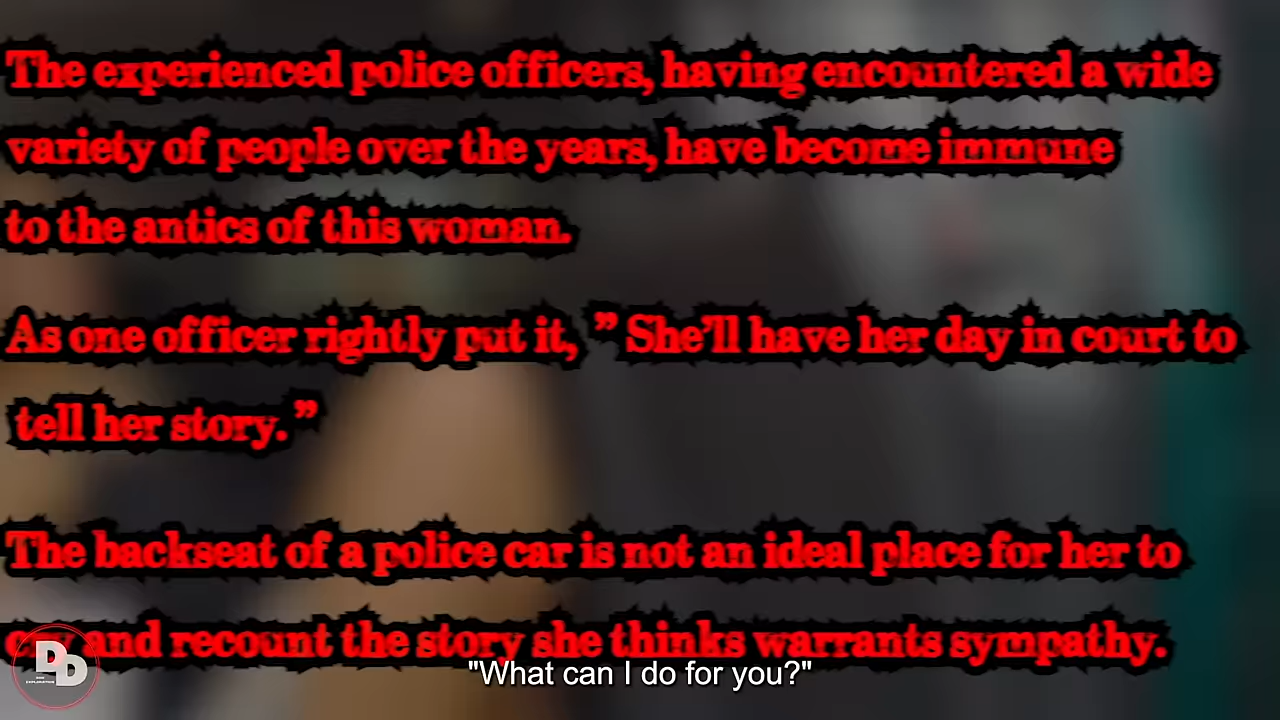 The experienced police officers, having encountered a wide
variety of people over the years, have become immune
to the antics of this woman.
As one officer rightly put it, ” She’ll have her day in court to
tell her story. ”
The backseat of a police car is not an ideal place for her to
and recount the story she thinks warrants sympathy.
"What can I do for you?"
DD